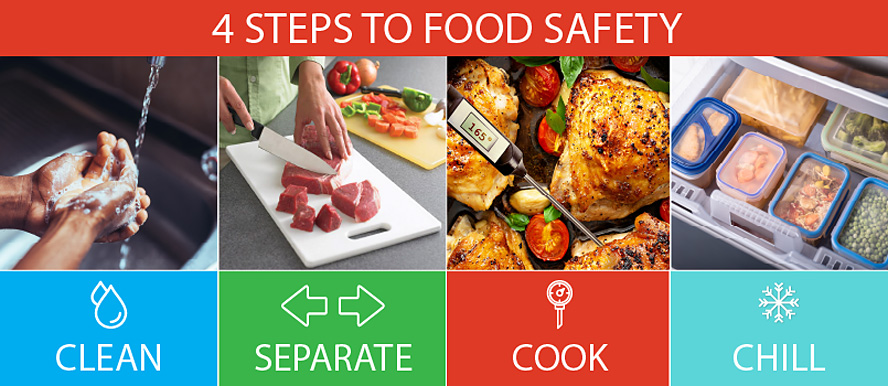 4 STEPS TO FOOD SAFETY
165
CLEAN
SEPARATE
COOK
CHILL